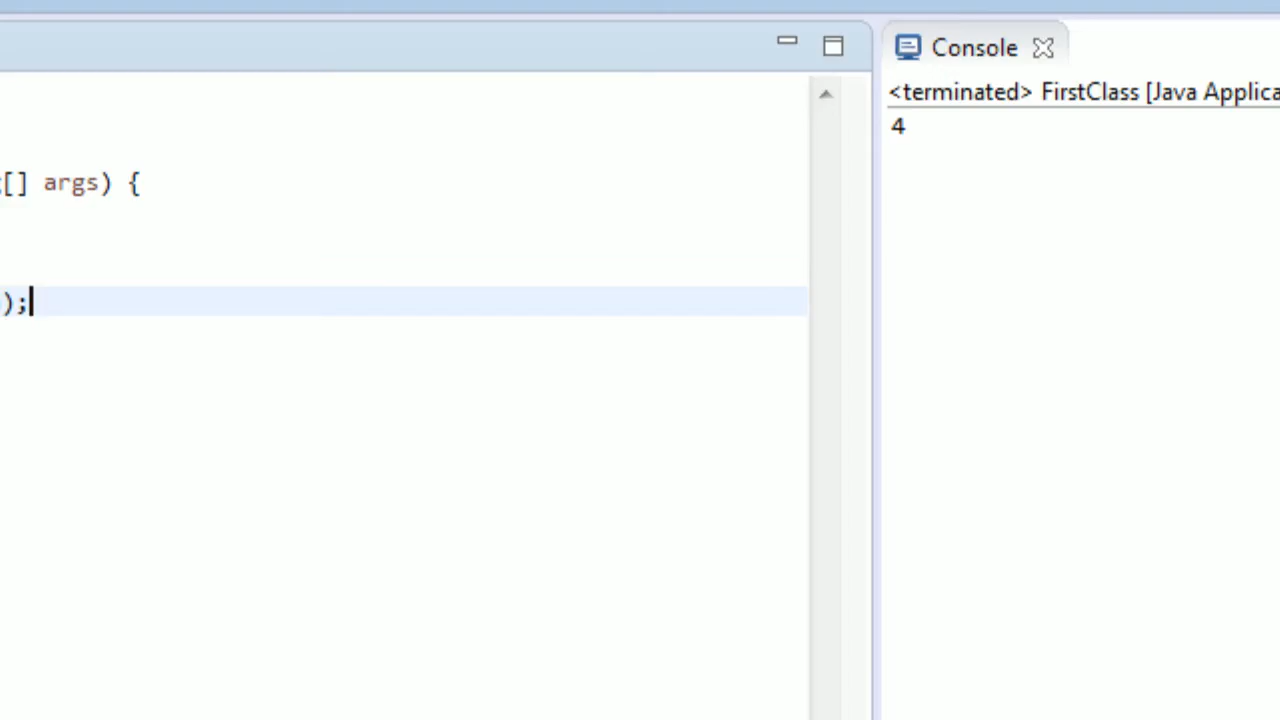 Console
<terminated> FirstClass [Java Applica
4
[] args) {
);